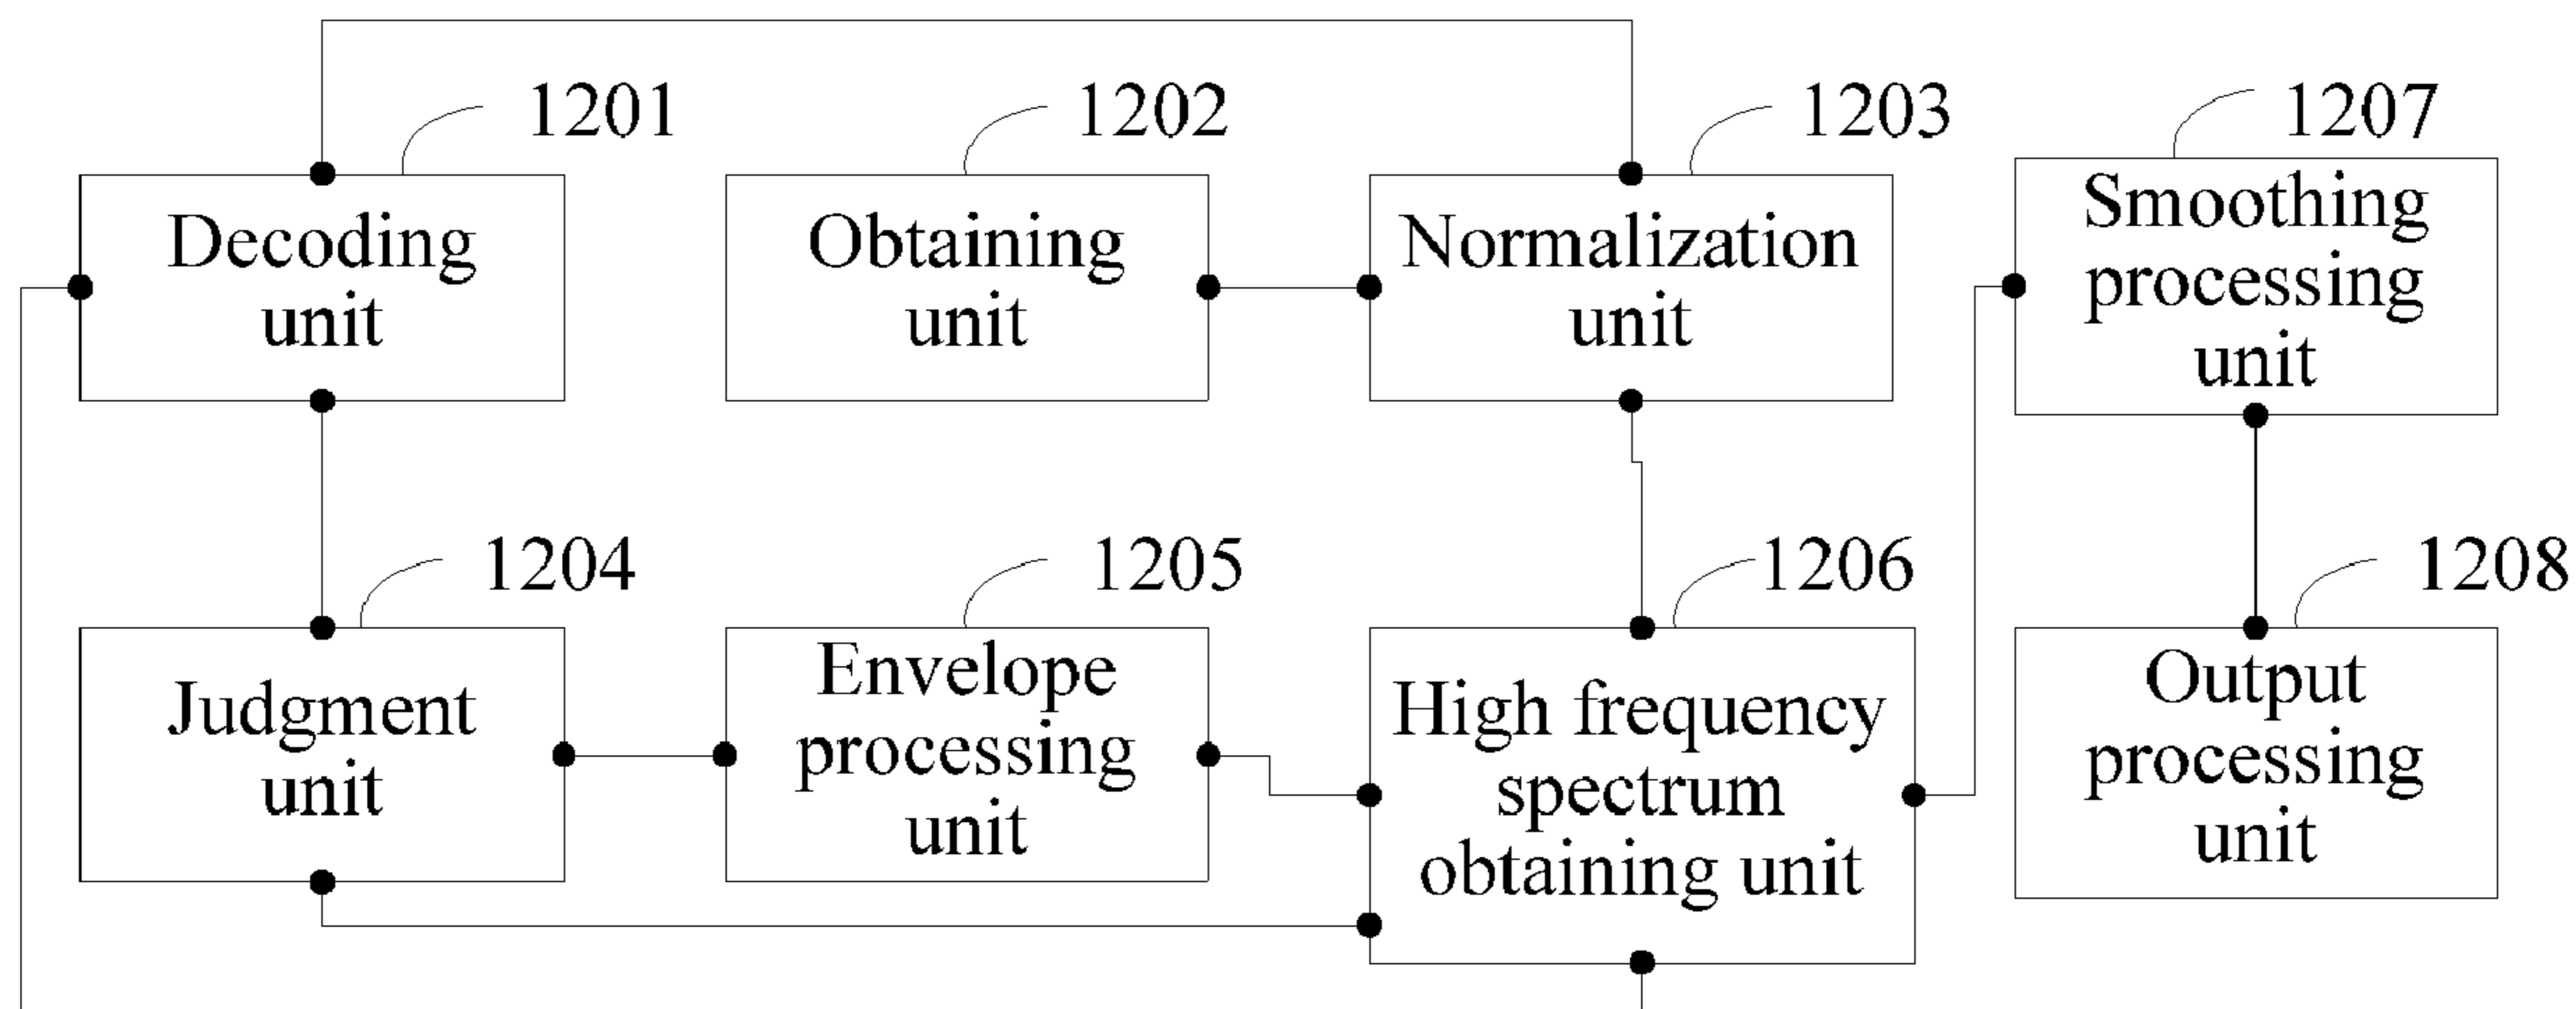 1201
Decoding
unit
1202
Obtaining
unit
1203
Normalization
unit
1207
Smoothing
processing
unit
1204
Judgment
unit
1205
Envelope
processing
unit
1206
High frequency
spectrum
obtaining unit
1208
Output
processing
unit